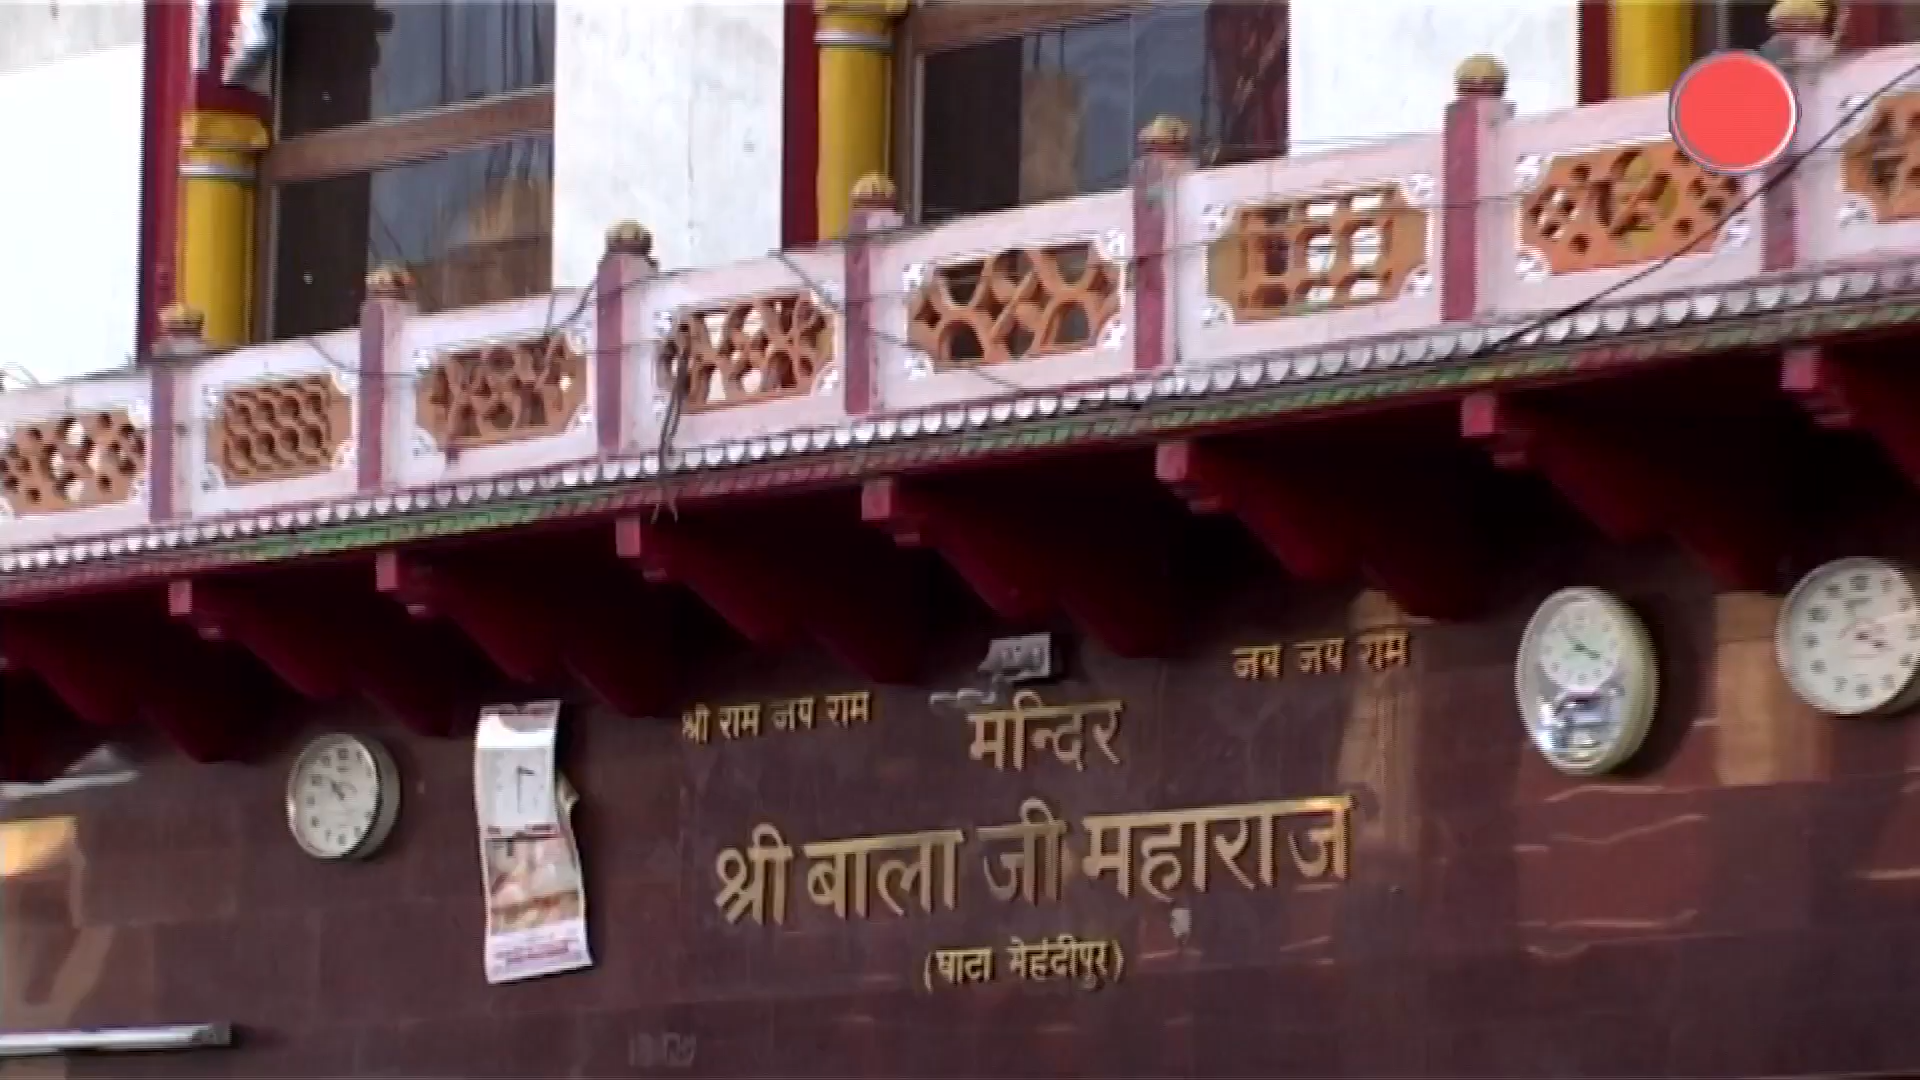 श्री राम जय राम
जय जय राम
मन्दिर
श्री बाला जी महाराज
(घाटा मेहंदीपुर)